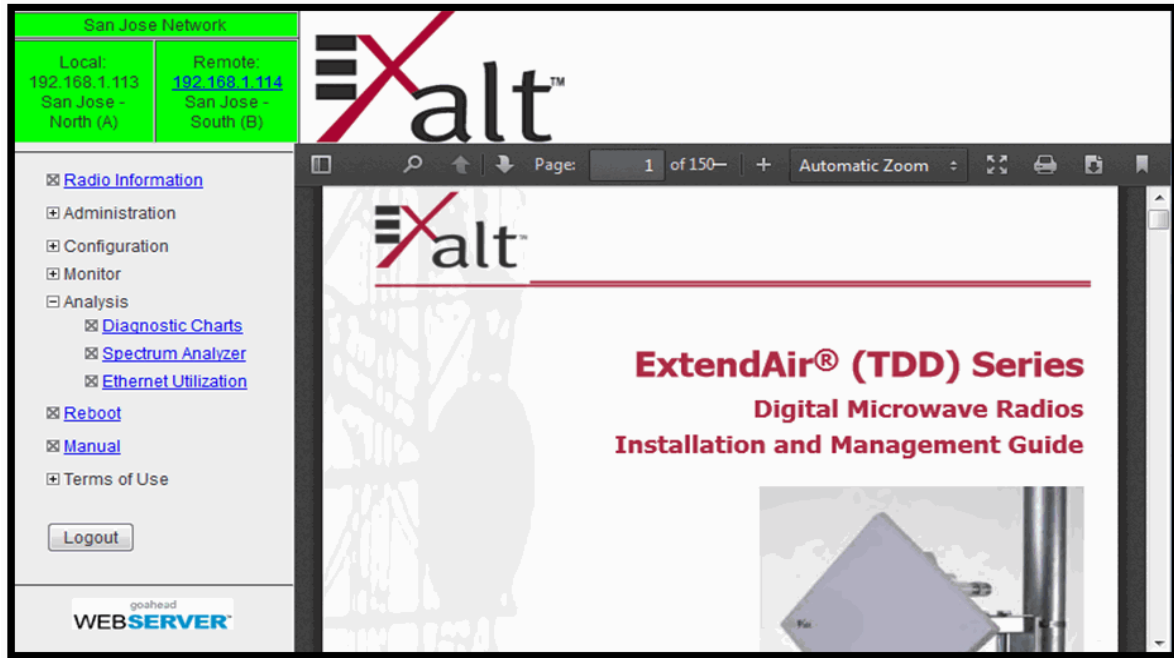 San Jose Network
Local:
192.168.1.113
San Jose -
North (A)
Remote:
192.168.1.114
San Jose -
South (B)
Exalt™
Radio Information
Administration
Configuration
Monitor
Analysis
Diagnostic Charts
Spectrum Analyzer
Ethernet Utilization
Reboot
Manual
Terms of Use
Logout
goahead
WEBSERVER™
Page: 1 of 150
Automatic Zoom
Exalt™
ExtendAir® (TDD) Series
Digital Microwave Radios
Installation and Management Guide